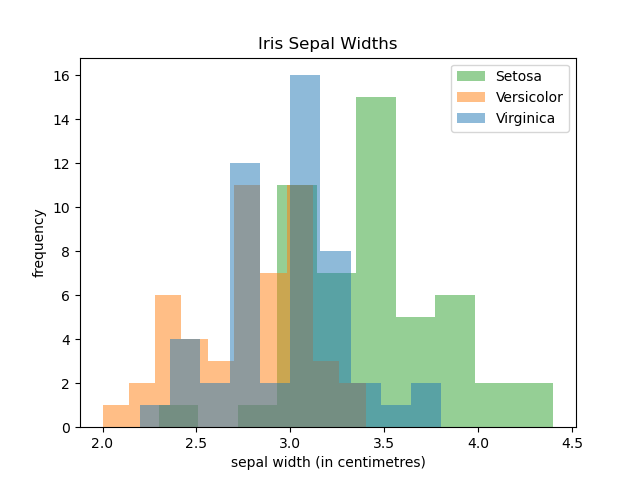 Iris Sepal Widths
Setosa
Versicolor
Virginica
16
14
12
10
8
6
4
2
0
frequency
2.0 2.5 3.0 3.5 4.0 4.5
sepal width (in centimetres)